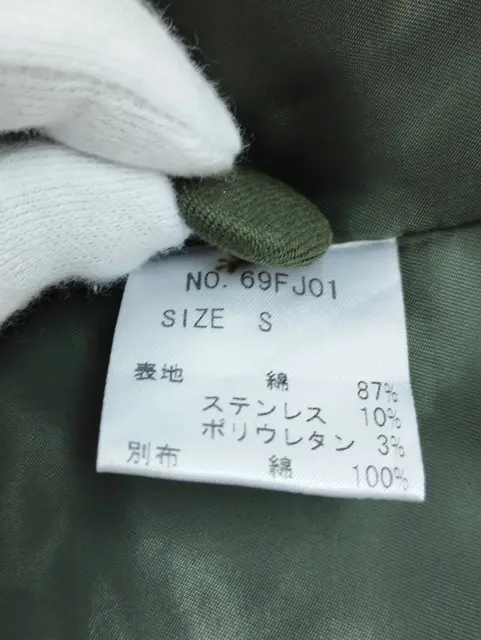 NO. 69FJ01
SIZE S
表地 綿 87%
ステンレス 10%
ポリウレタン 3%
別布 綿 100%